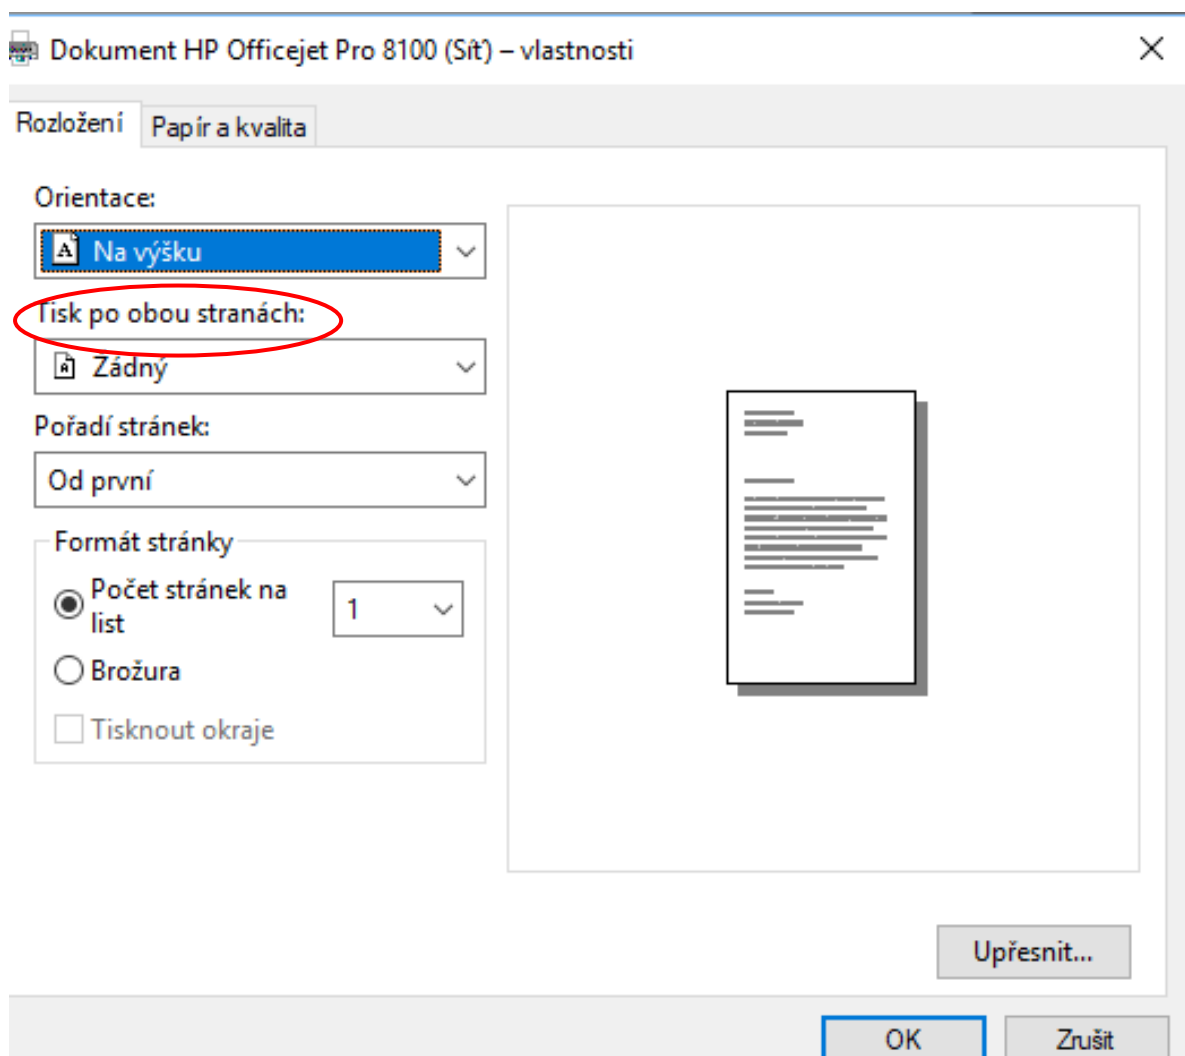 Dokument HP Officejet Pro 8100 (Síť) – vlastnosti
Rozložení
Papír a kvalita
Orientace:
A Na výšku
Tisk po obou stranách:
A Žádný
Pořadí stránek:
Od první
Formát stránky
Počet stránek na
list
1
Brožura
Tisknout okraje
Upřesnit...
OK
Zrušit